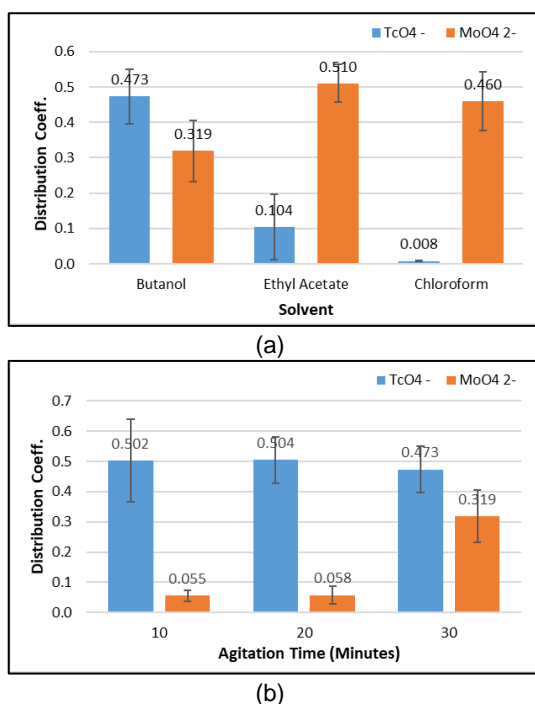 TcO4 - MoO4 2-
0.6
0.5
0.4
0.3
0.2
0.1
0.0
Distribution Coeff.
0.473
0.319
0.104
0.510
0.008
0.460
Butanol Ethyl Acetate Chloroform
Solvent
(a)
TcO4 - MoO4 2-
0.7
0.6
0.5
0.4
0.3
0.2
0.1
0.0
Distribution Coeff.
0.502
0.055
0.504
0.058
0.473
0.319
10 20 30
Agitation Time (Minutes)
(b)